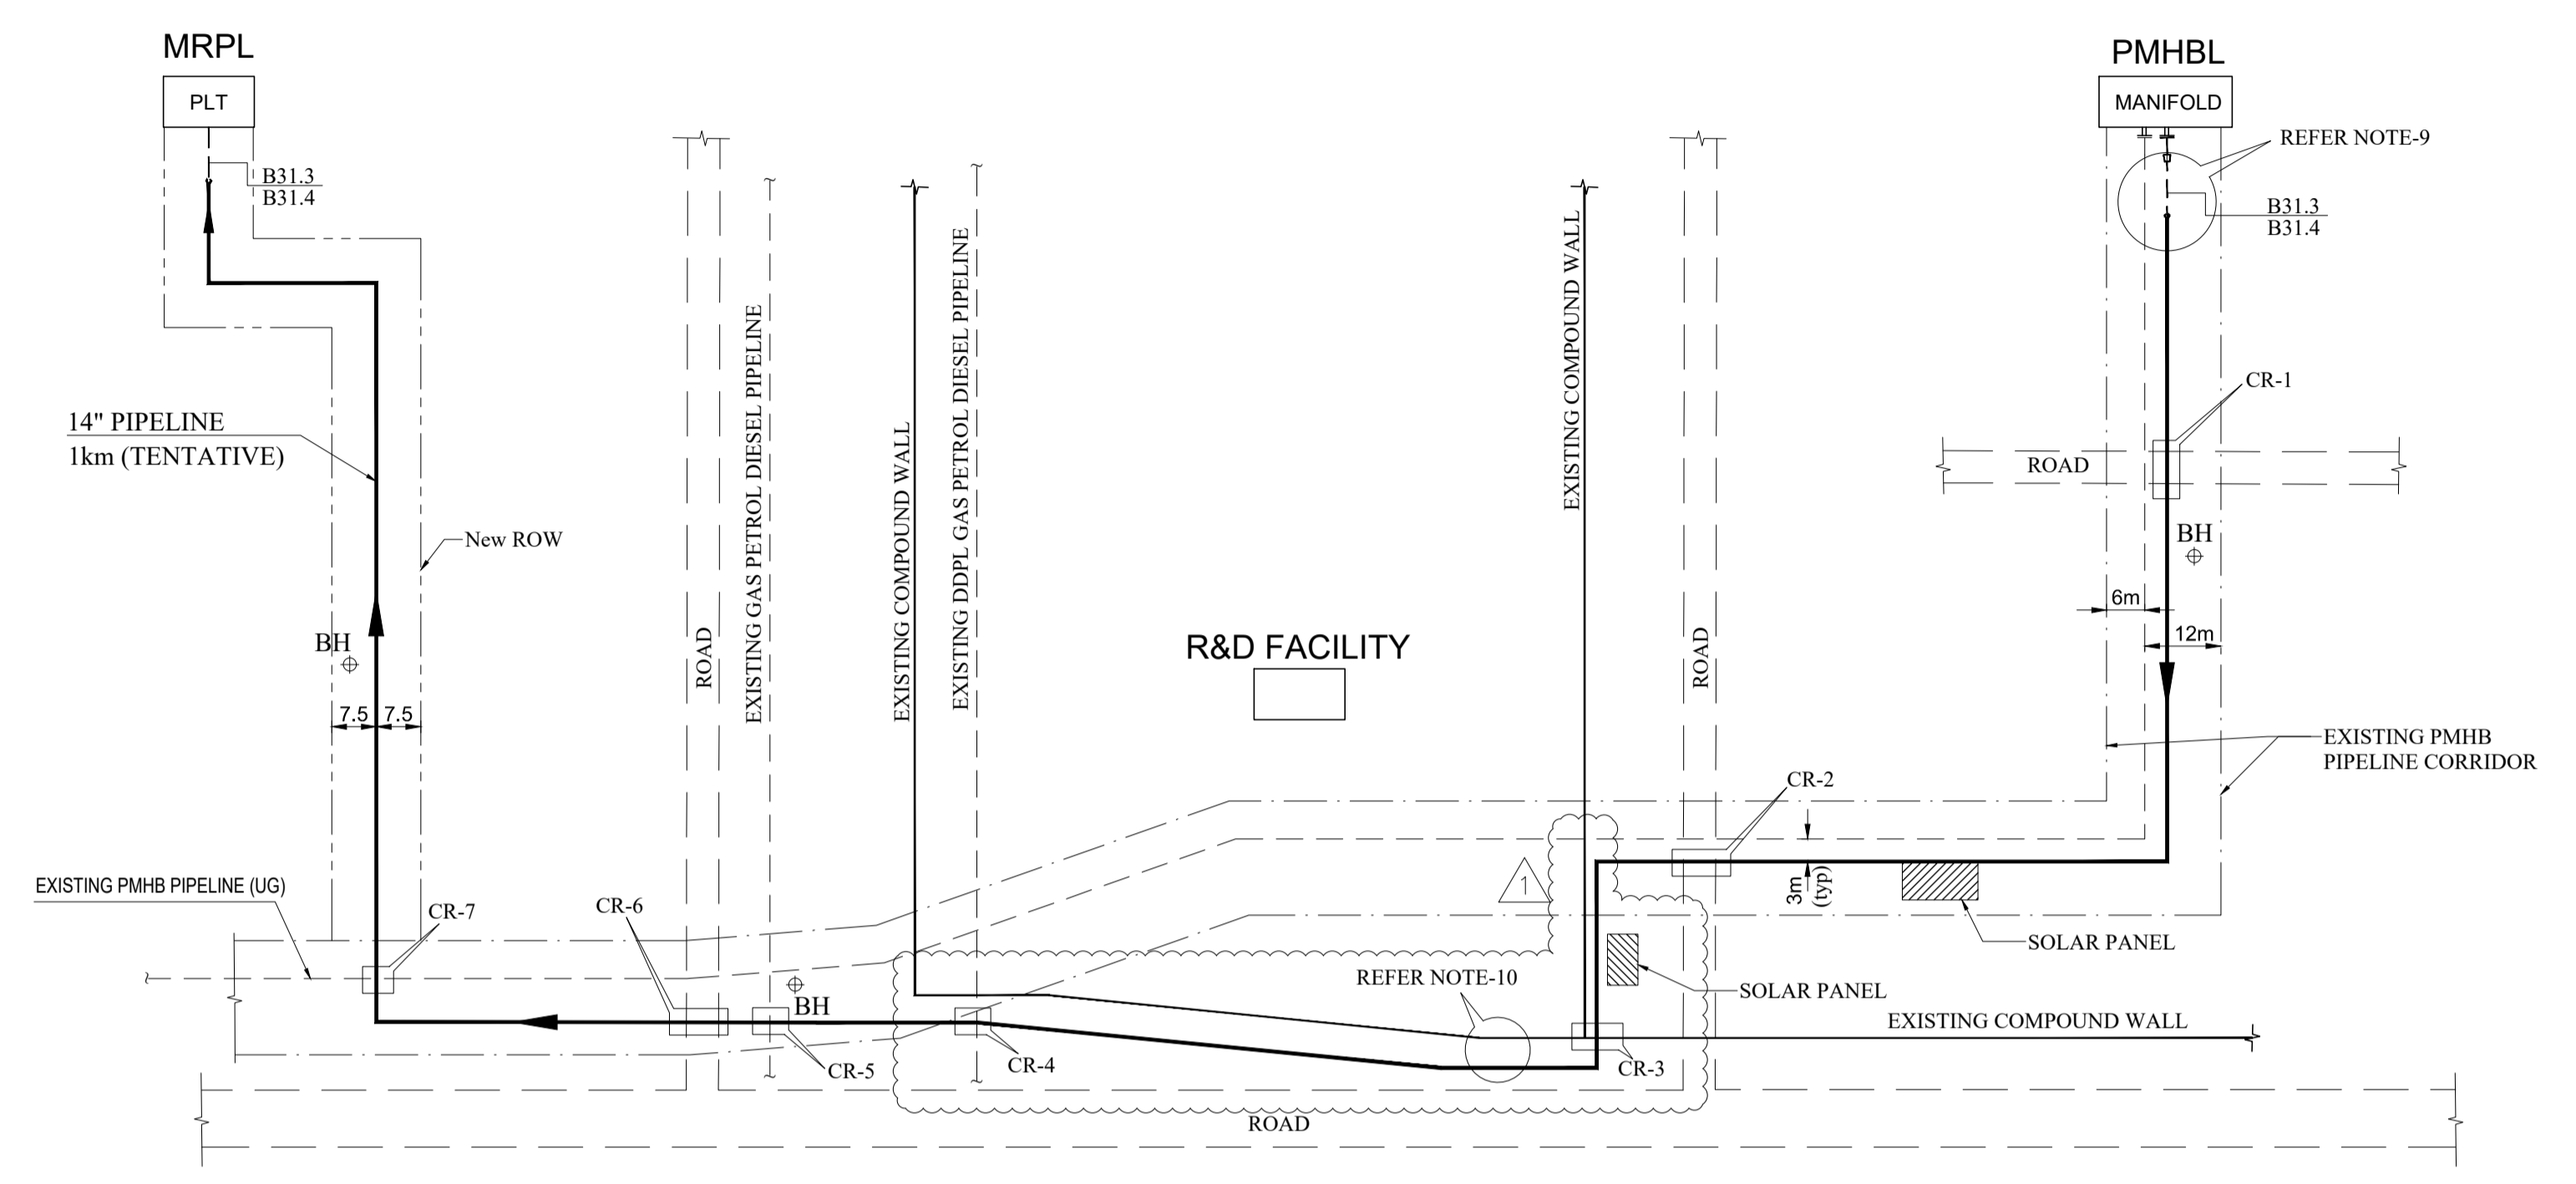 MRPL
PMHBL
PLT
MANIFOLD
REFER NOTE-9
B31.3
B31.4
B31.3
B31.4
CR-1
14" PIPELINE
1km (TENTATIVE)
ROAD
New ROW
BH
EXISTING GAS PETROL DIESEL PIPELINE
EXISTING COMPOUND WALL
EXISTING DDPL GAS PETROL DIESEL PIPELINE
EXISTING COMPOUND WALL
6m
12m
BH
ROAD
R&D FACILITY
ROAD
7.5
7.5
EXISTING PMHB
PIPELINE CORRIDOR
CR-2
EXISTING PMHB PIPELINE (UG)
CR-7
CR-6
1
3m
(typ)
SOLAR PANEL
REFER NOTE-10
SOLAR PANEL
BH
EXISTING COMPOUND WALL
CR-5
CR-4
CR-3
ROAD